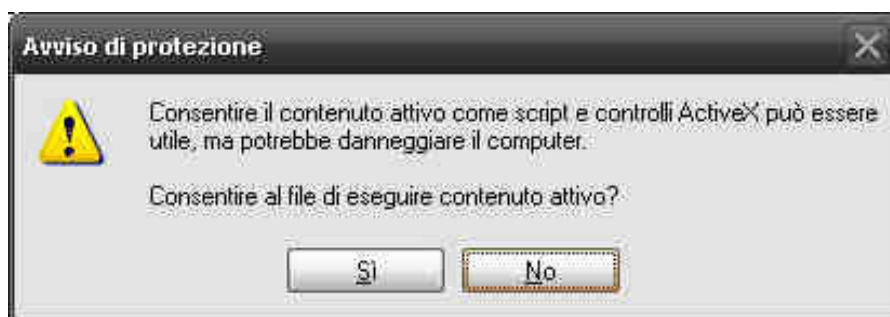 Avviso di protezione
Consentire il contenuto attivo come script e controlli ActiveX può essere
utile, ma potrebbe danneggiare il computer.
Consentire al file di eseguire contenuto attivo?
Sì
No